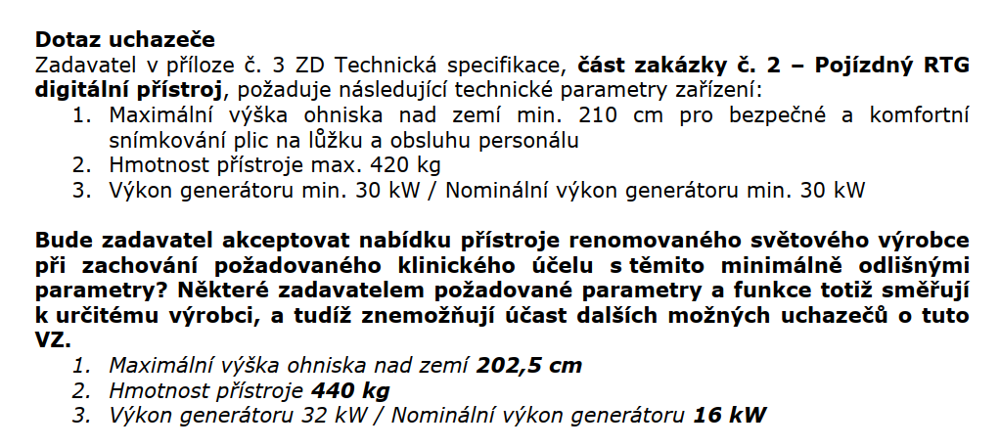 Dotaz uchazeče
Zadavatel v příloze č. 3 ZD Technická specifikace, část zakázky č. 2 – Pojízdný RTG
digitální přístroj, požaduje následující technické parametry zařízení:
1. Maximální výška ohniska nad zemí min. 210 cm pro bezpečné a komfortní
snímkování plic na lůžku a obsluhu personálu
2. Hmotnost přístroje max. 420 kg
3. Výkon generátoru min. 30 kW / Nominální výkon generátoru min. 30 kW
Bude zadavatel akceptovat nabídku přístroje renomovaného světového výrobce
při zachování požadovaného klinického účelu s těmito minimálně odlišnými
parametry? Některé zadavatelem požadované parametry a funkce totiž směřují
k určitému výrobci, a tudíž znemožňují účast dalších možných uchazečů o tuto
VZ.
1. Maximální výška ohniska nad zemí 202,5 cm
2. Hmotnost přístroje 440 kg
3. Výkon generátoru 32 kW / Nominální výkon generátoru 16 kW